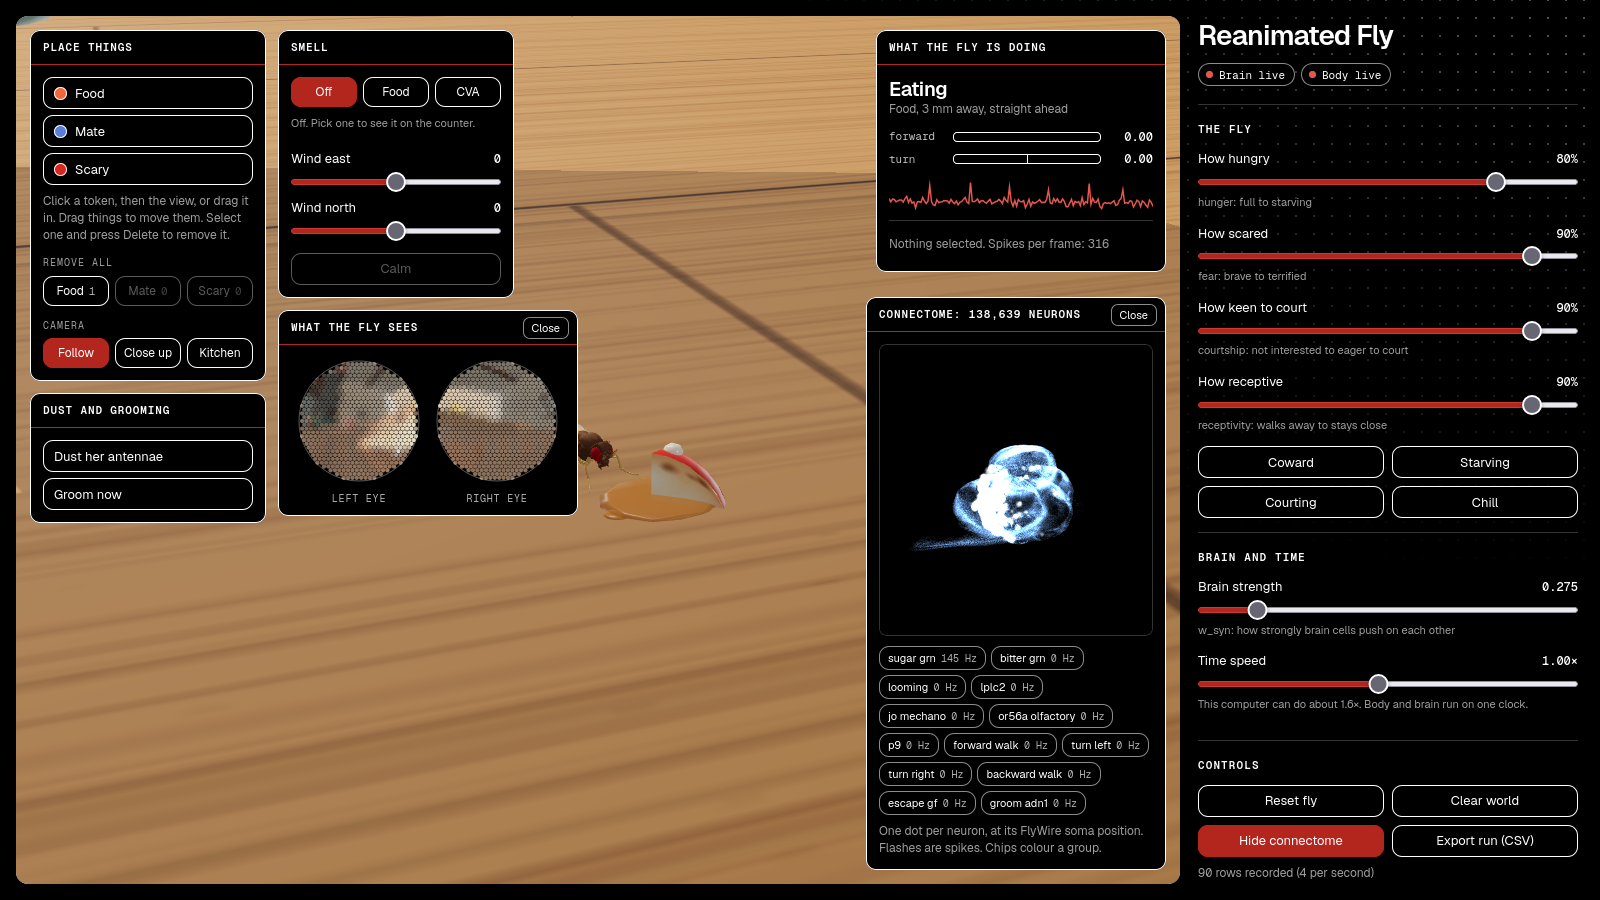 PLACE THINGS
Food
Mate
Scary
Click a token, then the view, or drag it
in. Drag things to move them. Select
one and press Delete to remove it.
REMOVE ALL
Food 1
Mate 0
Scary 0
CAMERA
Follow
Close up
Kitchen
DUST AND GROOMING
Dust her antennae
Groom now
SMELL
Off
Food
CVA
Off. Pick one to see it on the counter.
Wind east 0
Wind north 0
Calm
WHAT THE FLY SEES
Close
LEFT EYE
RIGHT EYE
WHAT THE FLY IS DOING
Eating
Food, 3 mm away, straight ahead
forward 0.00
turn 0.00
Nothing selected. Spikes per frame: 316
CONNECTOME: 138,639 NEURONS
Close
sugar grn 145 Hz
bitter grn 0 Hz
looming 0 Hz
lplc2 0 Hz
jo mechano 0 Hz
or56a olfactory 0 Hz
p9 0 Hz
forward walk 0 Hz
turn left 0 Hz
turn right 0 Hz
backward walk 0 Hz
escape gf 0 Hz
groom adn1 0 Hz
One dot per neuron, at its FlyWire soma position.
Flashes are spikes. Chips colour a group.
Reanimated Fly
Brain live
Body live
THE FLY
How hungry 80%
hunger: full to starving
How scared 90%
fear: brave to terrified
How keen to court 90%
courtship: not interested to eager to court
How receptive 90%
receptivity: walks away to stays close
Coward
Starving
Courting
Chill
BRAIN AND TIME
Brain strength 0.275
w_syn: how strongly brain cells push on each other
Time speed 1.00×
This computer can do about 1.6×. Body and brain run on one clock.
CONTROLS
Reset fly
Clear world
Hide connectome
Export run (CSV)
90 rows recorded (4 per second)